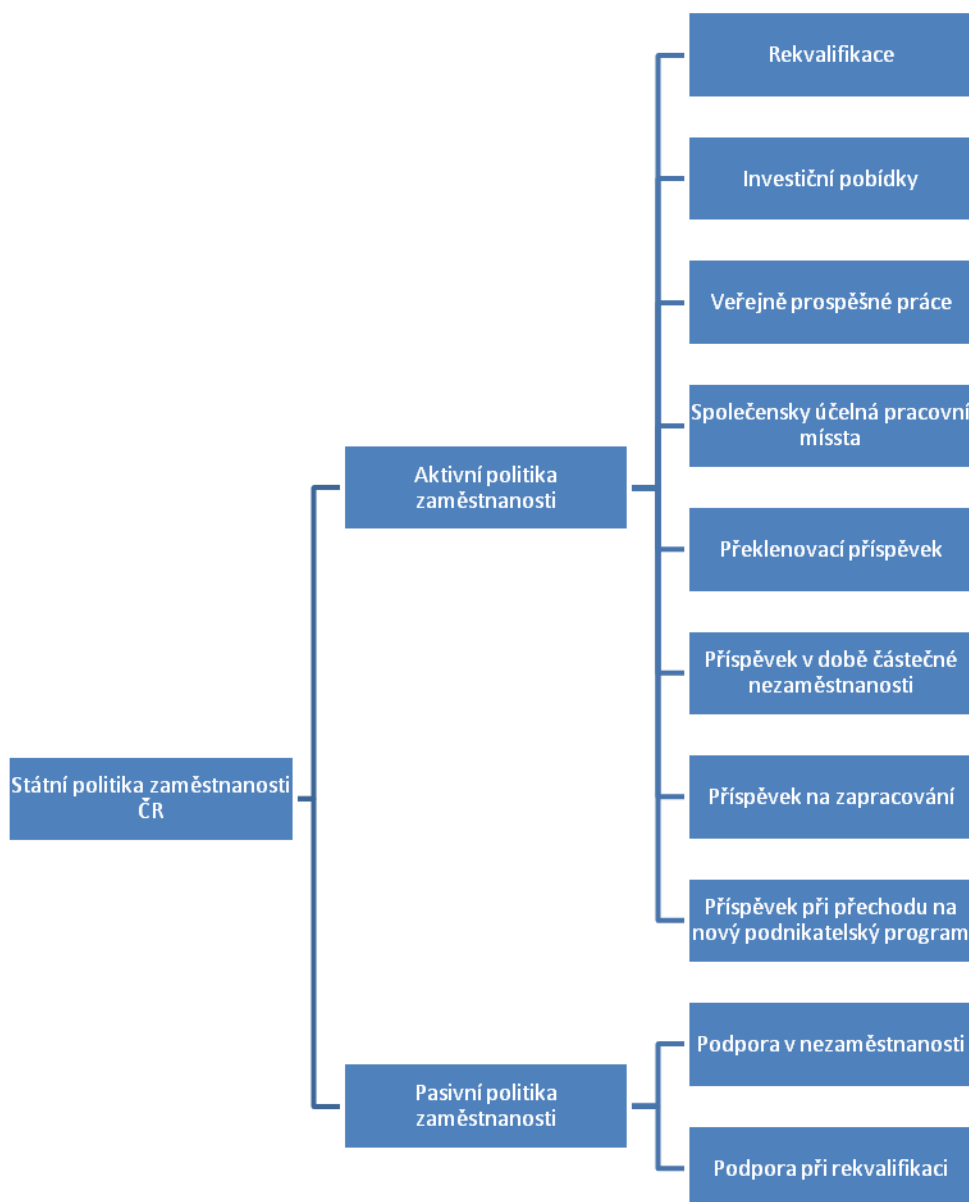 Rekvalifikace
Investiční pobídky
Veřejně prospěšné práce
Společensky účelná pracovní
míssta
Aktivní politika
zaměstnanosti
Překlenovací příspěvek
Příspěvek v době částečné
nezaměstnanosti
Státní politika zaměstnanosti
ČR
Příspěvek na zapracování
Příspěvek při přechodu na
nový podnikatelský program
Podpora v nezaměstnanosti
Pasivní politika
zaměstnanosti
Podpora při rekvalifikaci